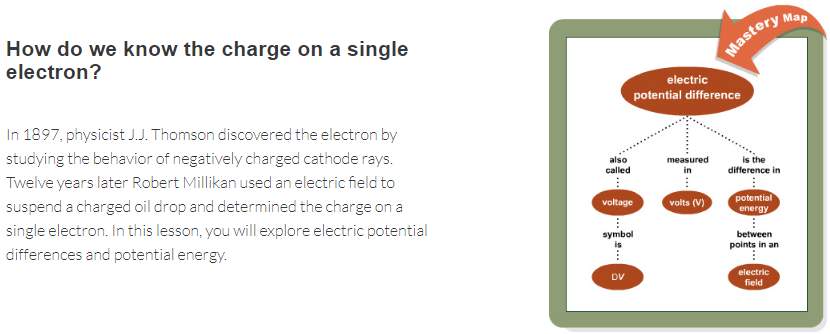 How do we know the charge on a single
electron?
In 1897, physicist J.J. Thomson discovered the electron by
studying the behavior of negatively charged cathode rays.
Twelve years later Robert Millikan used an electric field to
suspend a charged oil drop and determined the charge on a
single electron. In this lesson, you will explore electric potential
differences and potential energy.
Mastery Map
electric
potential difference
also
called
measured
in
is the
difference in
voltage
volts (V)
potential
energy
symbol
is
between
points in an
DV
electric
field